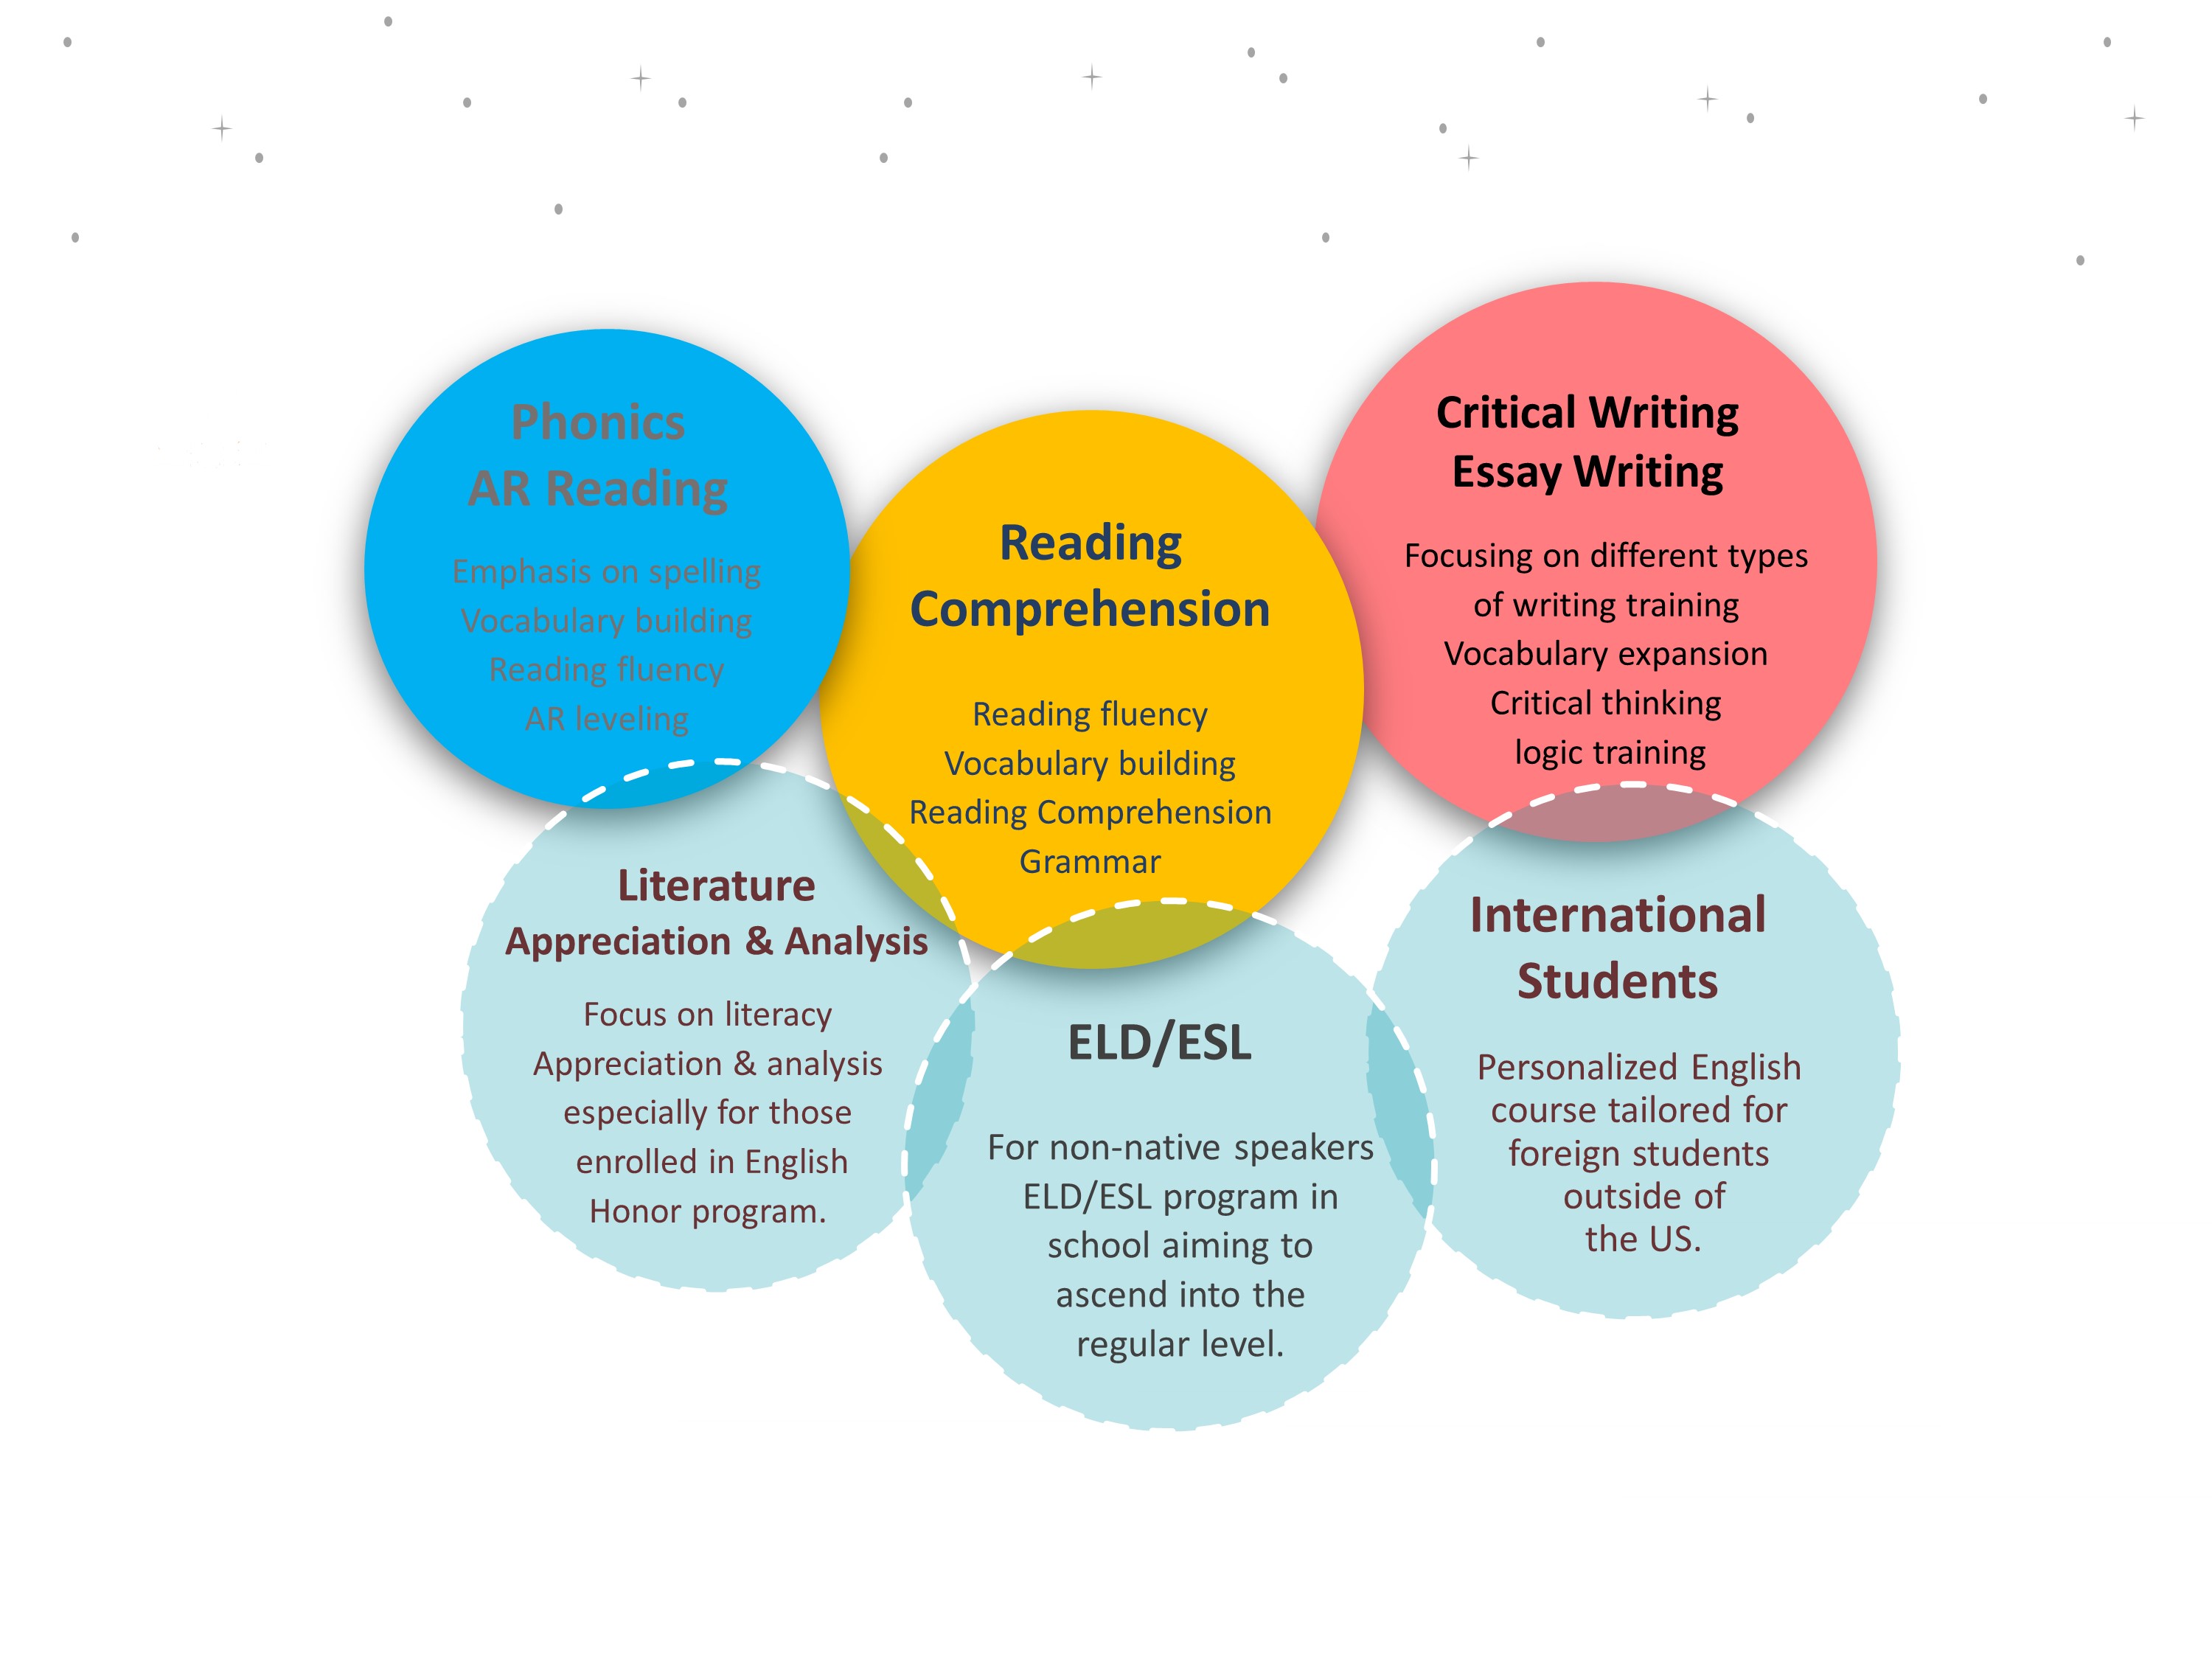 Phonics
AR Reading
Emphasis on spelling
Vocabulary building
Reading fluency
AR leveling
Reading
Comprehension
Reading fluency
Vocabulary building
Reading Comprehension
Grammar
Critical Writing
Essay Writing
Focusing on different types
of writing training
Vocabulary expansion
Critical thinking
logic training
Literature
Appreciation & Analysis
Focus on literacy
Appreciation & analysis
especially for those
enrolled in English
Honor program.
ELD/ESL
For non-native speakers
ELD/ESL program in
school aiming to
ascend into the
regular level.
International
Students
Personalized English
course tailored for
foreign students
outside of
the US.